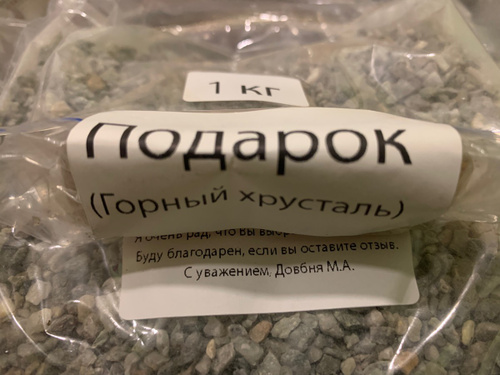 1 кг
Подарок
(Горный хрусталь)
Я очень рад, что вы
Буду благодарен, если вы оставите отзыв.
С уважением, Довбня М.А.